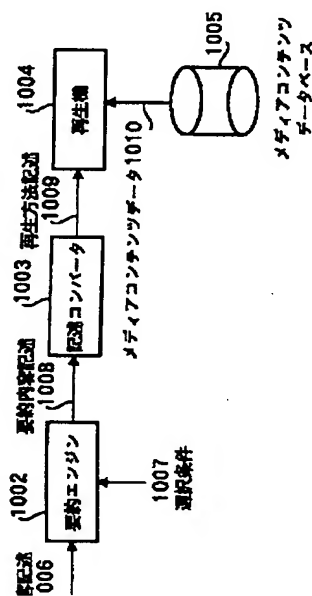 容記述
006
1002
要約エンジン
1007
選択条件
要約内容記述
1008
1003
記述コンバータ
再生方法記述
1009
1004
再生機
メディアコンテンツデータ1010
1005
メディアコンテンツ
データベース